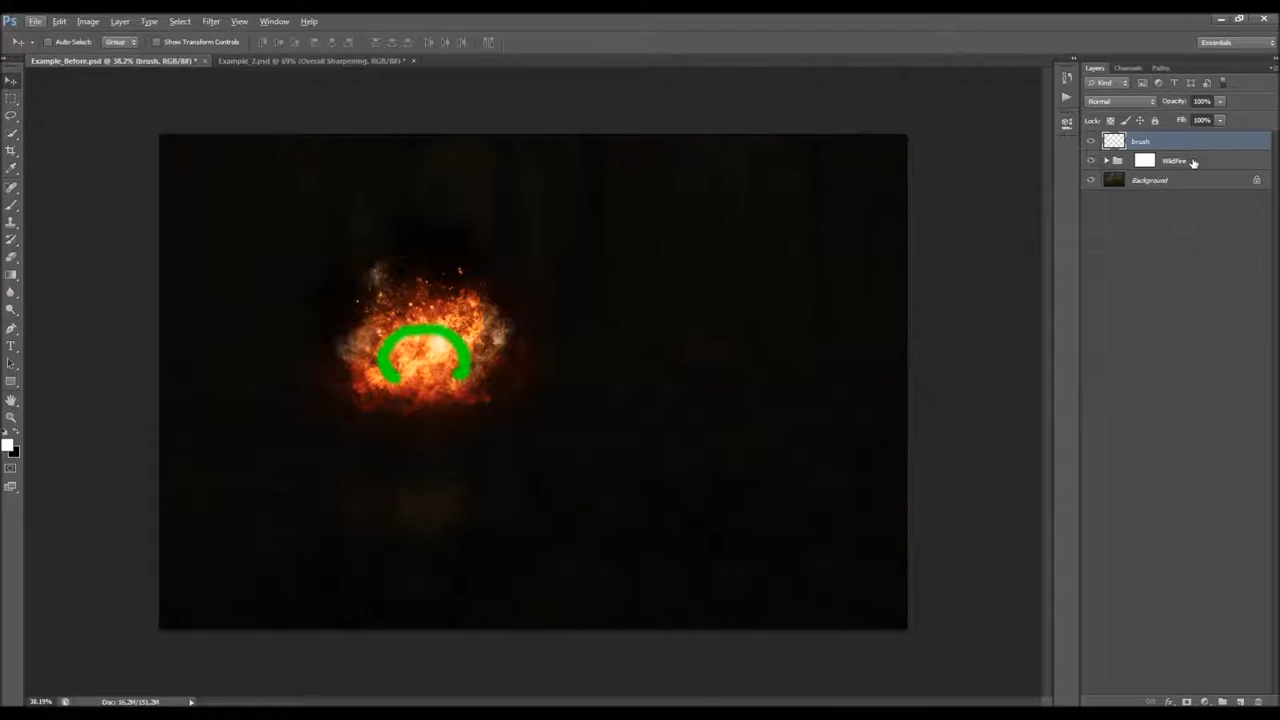 Ps File Edit Image Layer Type Select Filter View Window Help
Auto-Select: Group Show Transform Controls Essentials
Example_Before.psd @ 38.2% (brush, RGB/8#) * × Example_2.psd @ 69% (Overall Sharpening, RGB/8#) * ×
Layers Channels Paths
Kind
Normal Opacity: 100%
Lock: Fill: 100%
brush
WildFire
Background
38.19% Doc: 16,2M/151,2M